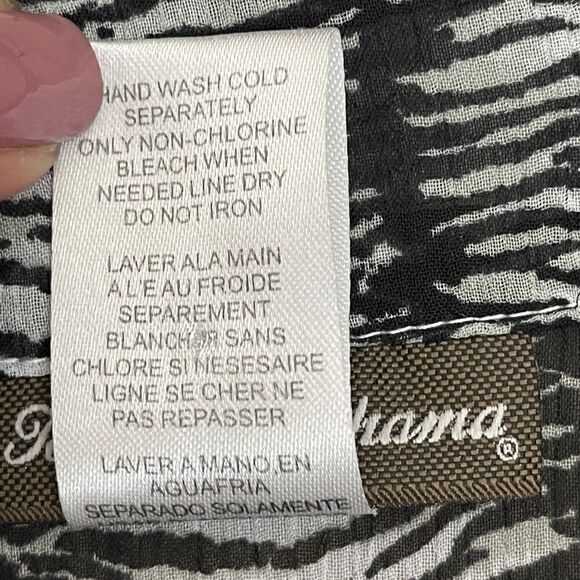 HAND WASH COLD
SEPARATELY
ONLY NON-CHLORINE
BLEACH WHEN
NEEDED LINE DRY
DO NOT IRON
LAVER ALA MAIN
A L'EAU FROIDE
SEPAREMENT
BLANCHOR SANS
CHLORE SI NESESAIRE
LIGNE SE CHER NE
PAS REPASSER
LAVER A MANO,EN
AGUAFRIA
SEPARADO SOLAMENTE